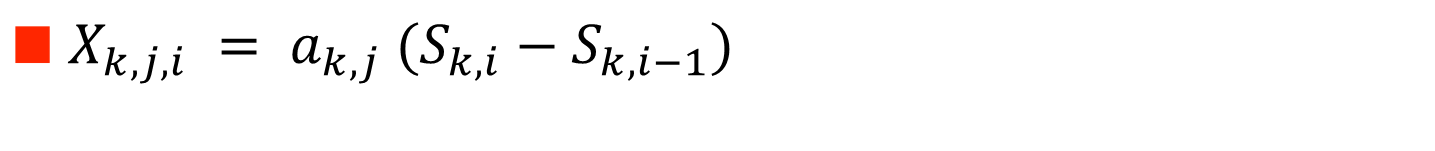 ■ X_{k,j,i} = a_{k,j} (S_{k,i} − S_{k,i−1})